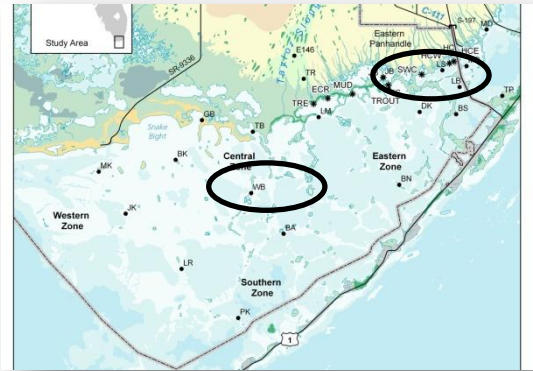 Study Area
SR-9336
Taylor Slough
E146
TR
Eastern
Panhandle
C-111
S-197
MD
HC
HCW
HCE
JB
SWC
LS
LB
MUD
ECR
TRE
LM
TROUT
DK
BS
TP
GB
TB
Snake
Bight
BK
MK
Central
Zone
WB
Eastern
Zone
BN
JK
Western
Zone
BA
LR
Southern
Zone
PK
1